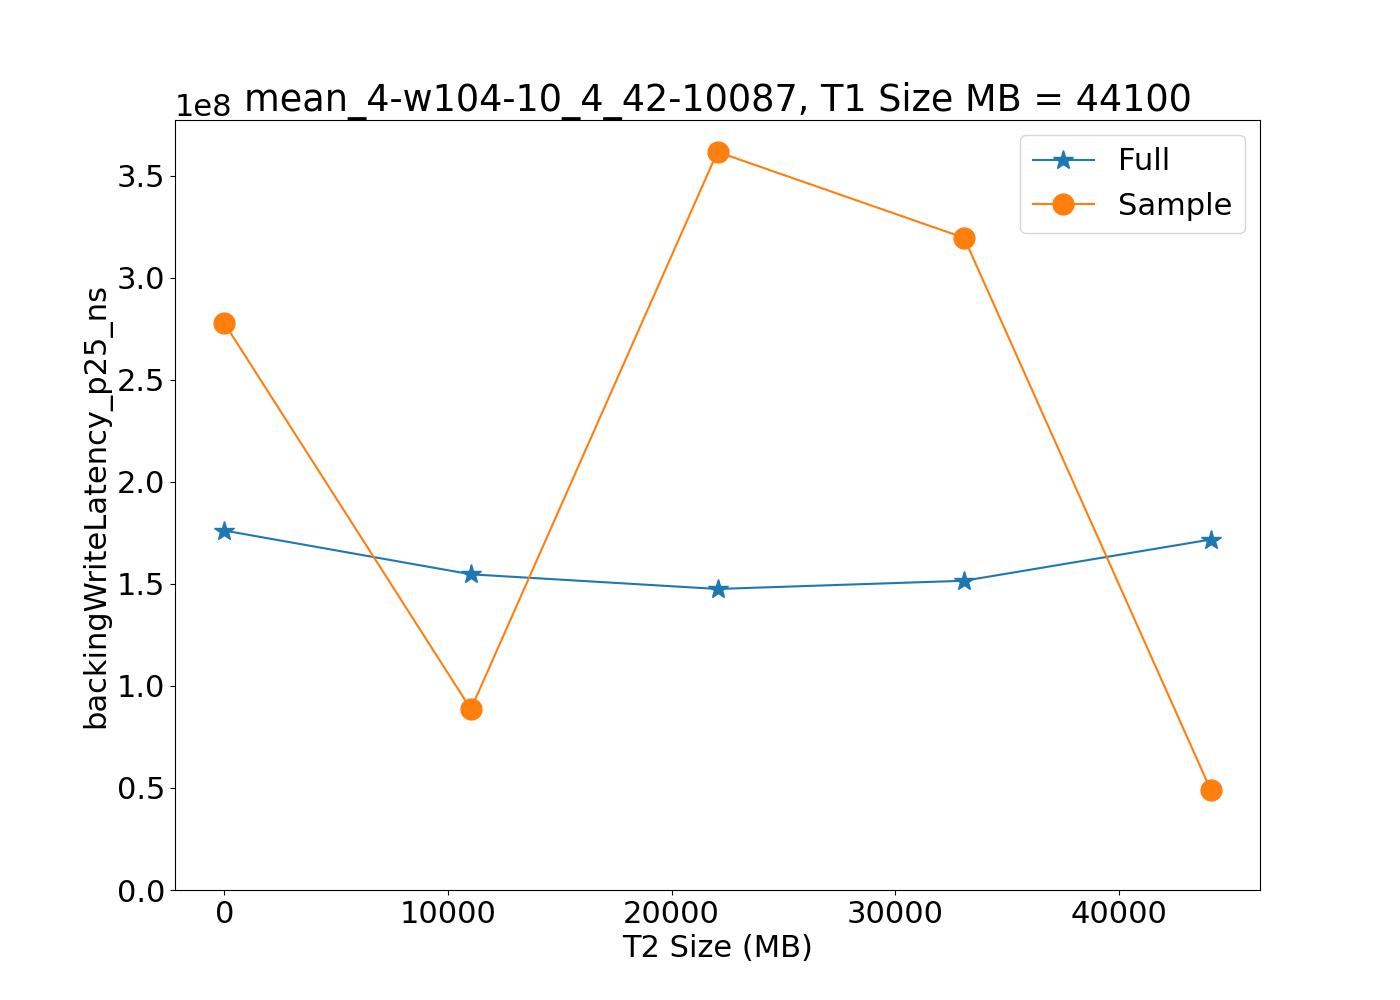 1e8
mean_4-w104-10_4_42-10087, T1 Size MB = 44100
Full
Sample
backingWriteLatency_p25_ns
3.5
3.0
2.5
2.0
1.5
1.0
0.5
0.0
0 10000 20000 30000 40000
T2 Size (MB)